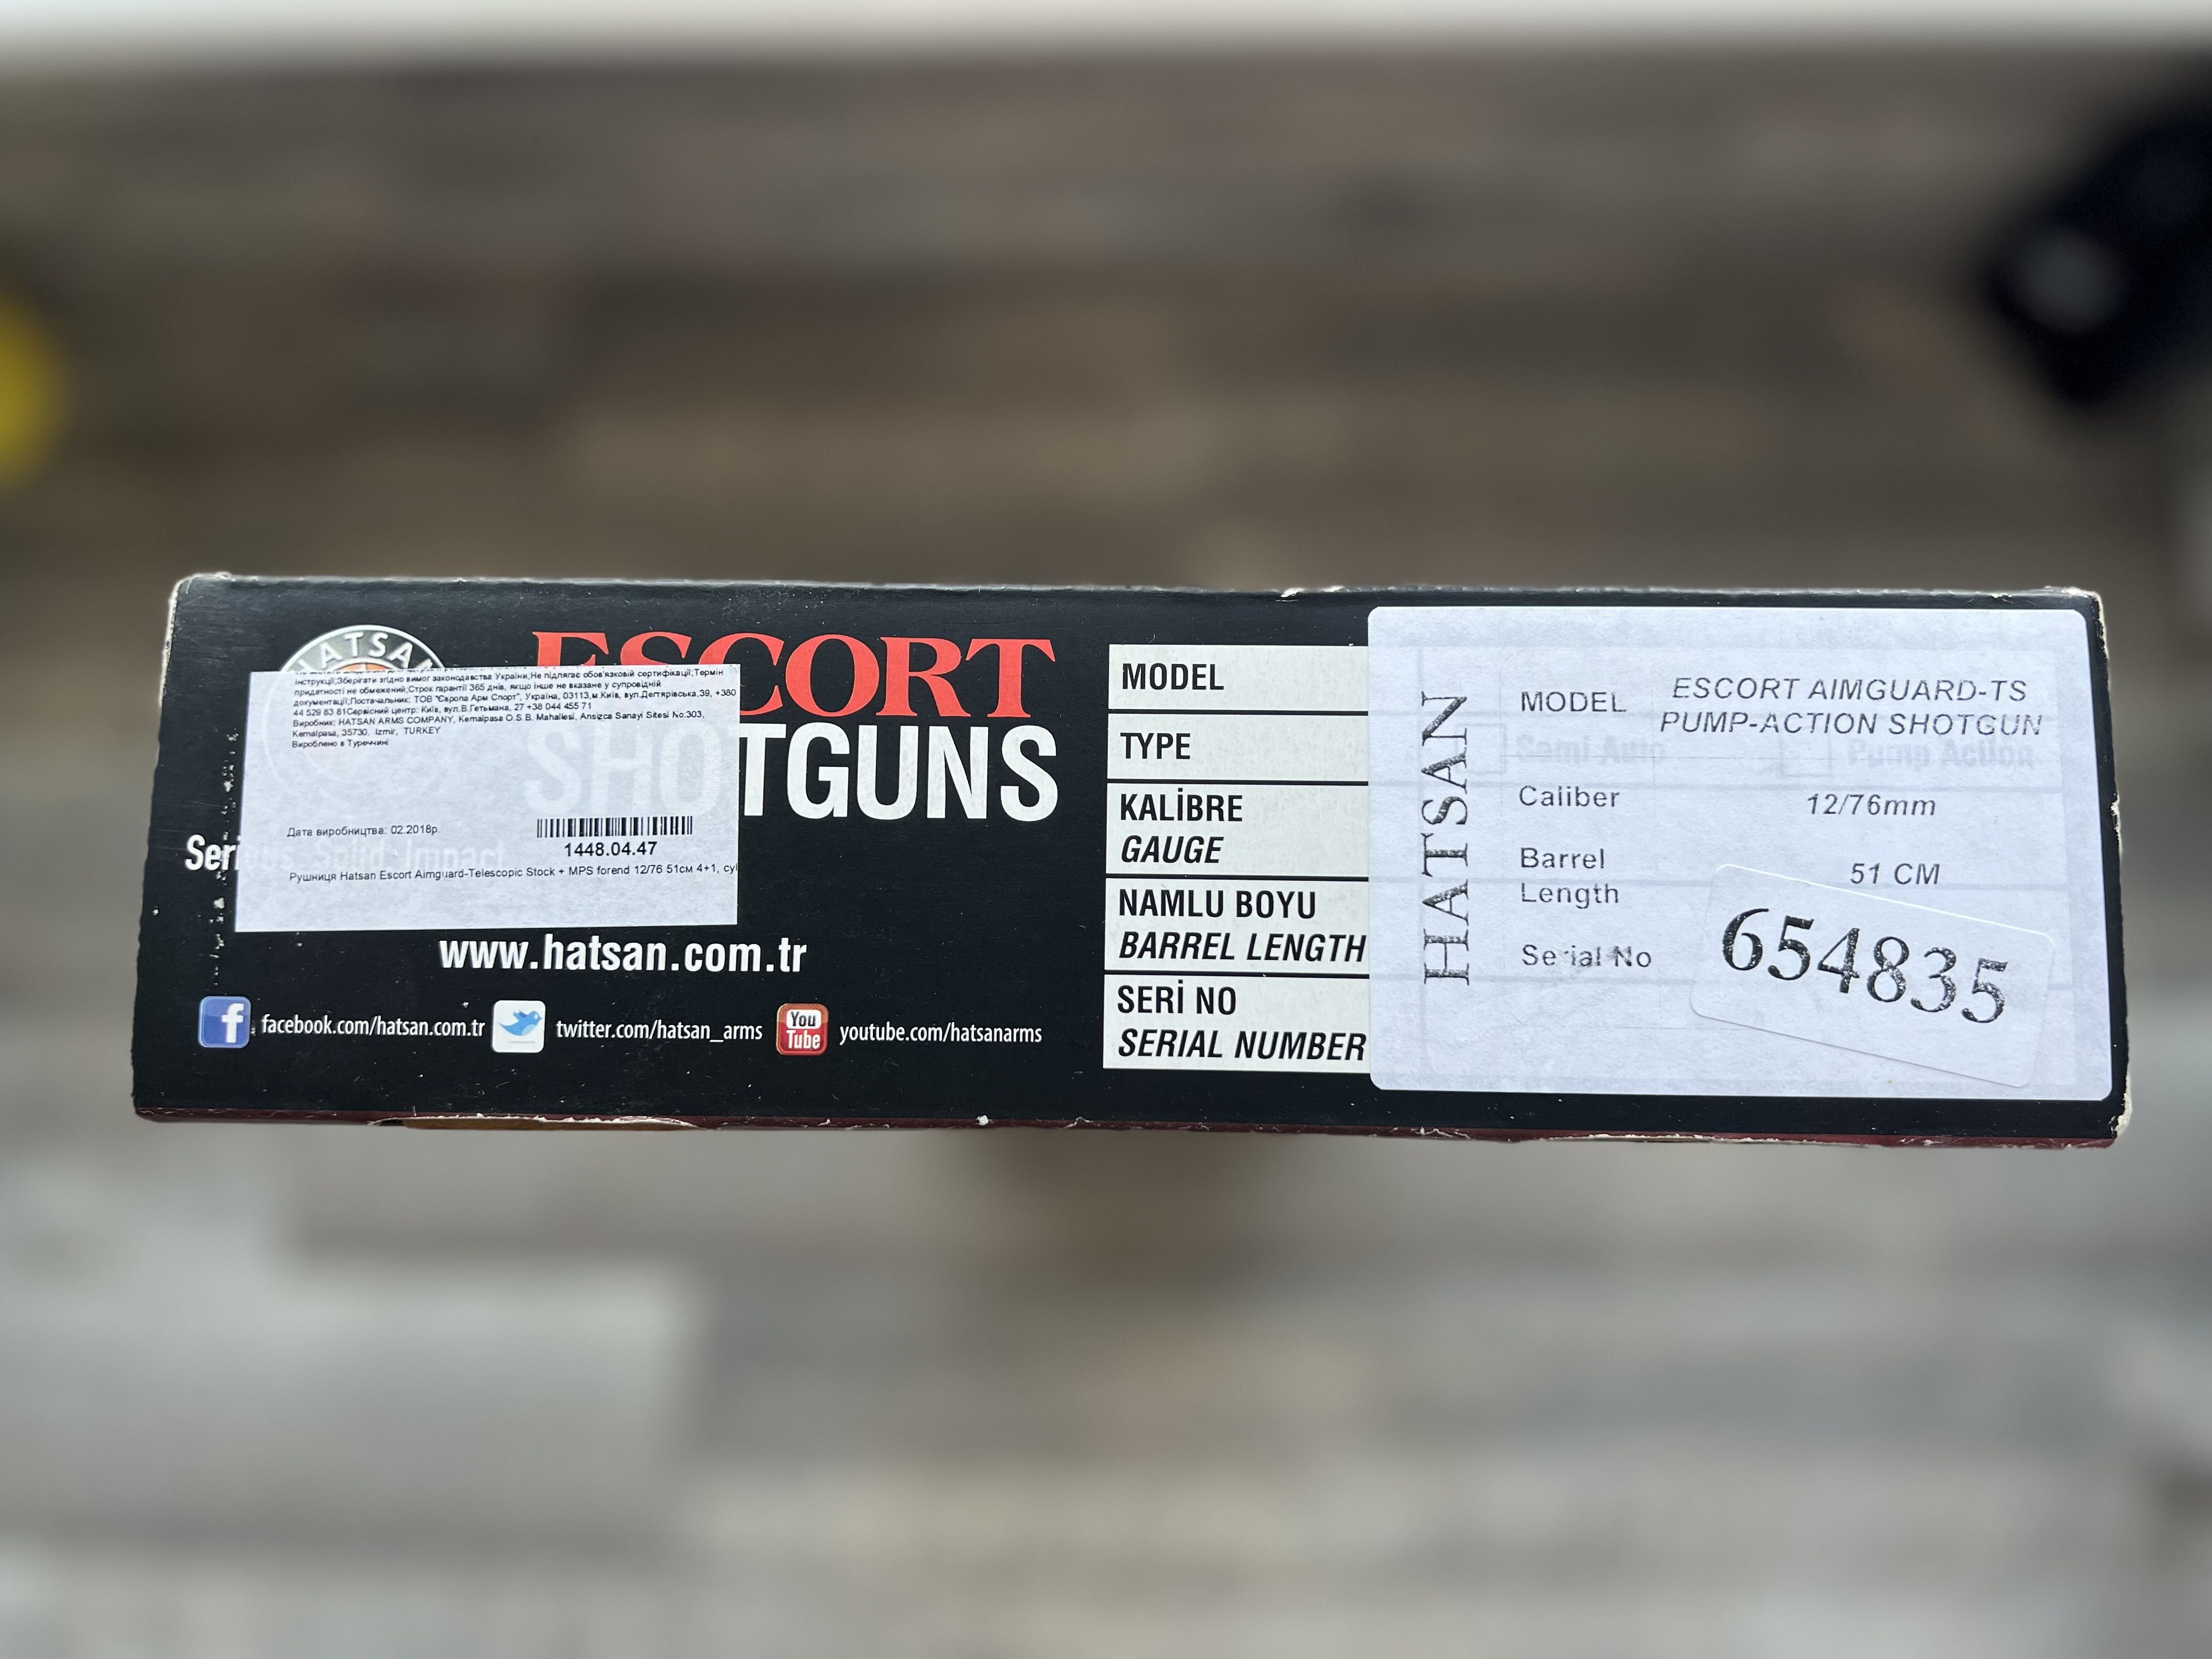 HATSAN
ESCORT
SHOTGUNS
інструкції;Зберігати згідно вимог законодавства України;Не підлягає обов'язковій сертифікації;Термін
придатності не обмежений;Строк гарантії 365 днів, якщо інше не вказане у супровідній
документації;Постачальник: ТОВ "Європа Арм Спорт", Україна, 03113,м.Київ, вул.Дегтярівська,39, +380
44 529 83 81Сервісний центр: Київ, вул.В.Гетьмана, 27 +38 044 455 71
Виробник: HATSAN ARMS COMPANY, Kemalpasa O.S.B. Mahallesi, Ansizca Sanayi Sitesi No:303,
Kemalpasa, 35730, Izmir, TURKEY
Вироблено в Туреччині
Дата виробництва: 02.2018р.
1448.04.47
Рушниця Hatsan Escort Aimguard-Telescopic Stock + MPS forend 12/76 51см 4+1, cyl
Serious Solid Impact
www.hatsan.com.tr
facebook.com/hatsan.com.tr
twitter.com/hatsan_arms
You
Tube
youtube.com/hatsanarms
MODEL
TYPE
KALİBRE
GAUGE
NAMLU BOYU
BARREL LENGTH
SERİ NO
SERIAL NUMBER
HATSAN
MODEL ESCORT AIMGUARD-TS
PUMP-ACTION SHOTGUN
Semi Auto Pump Action
Caliber 12/76mm
Barrel
Length 51 CM
Serial No 654835